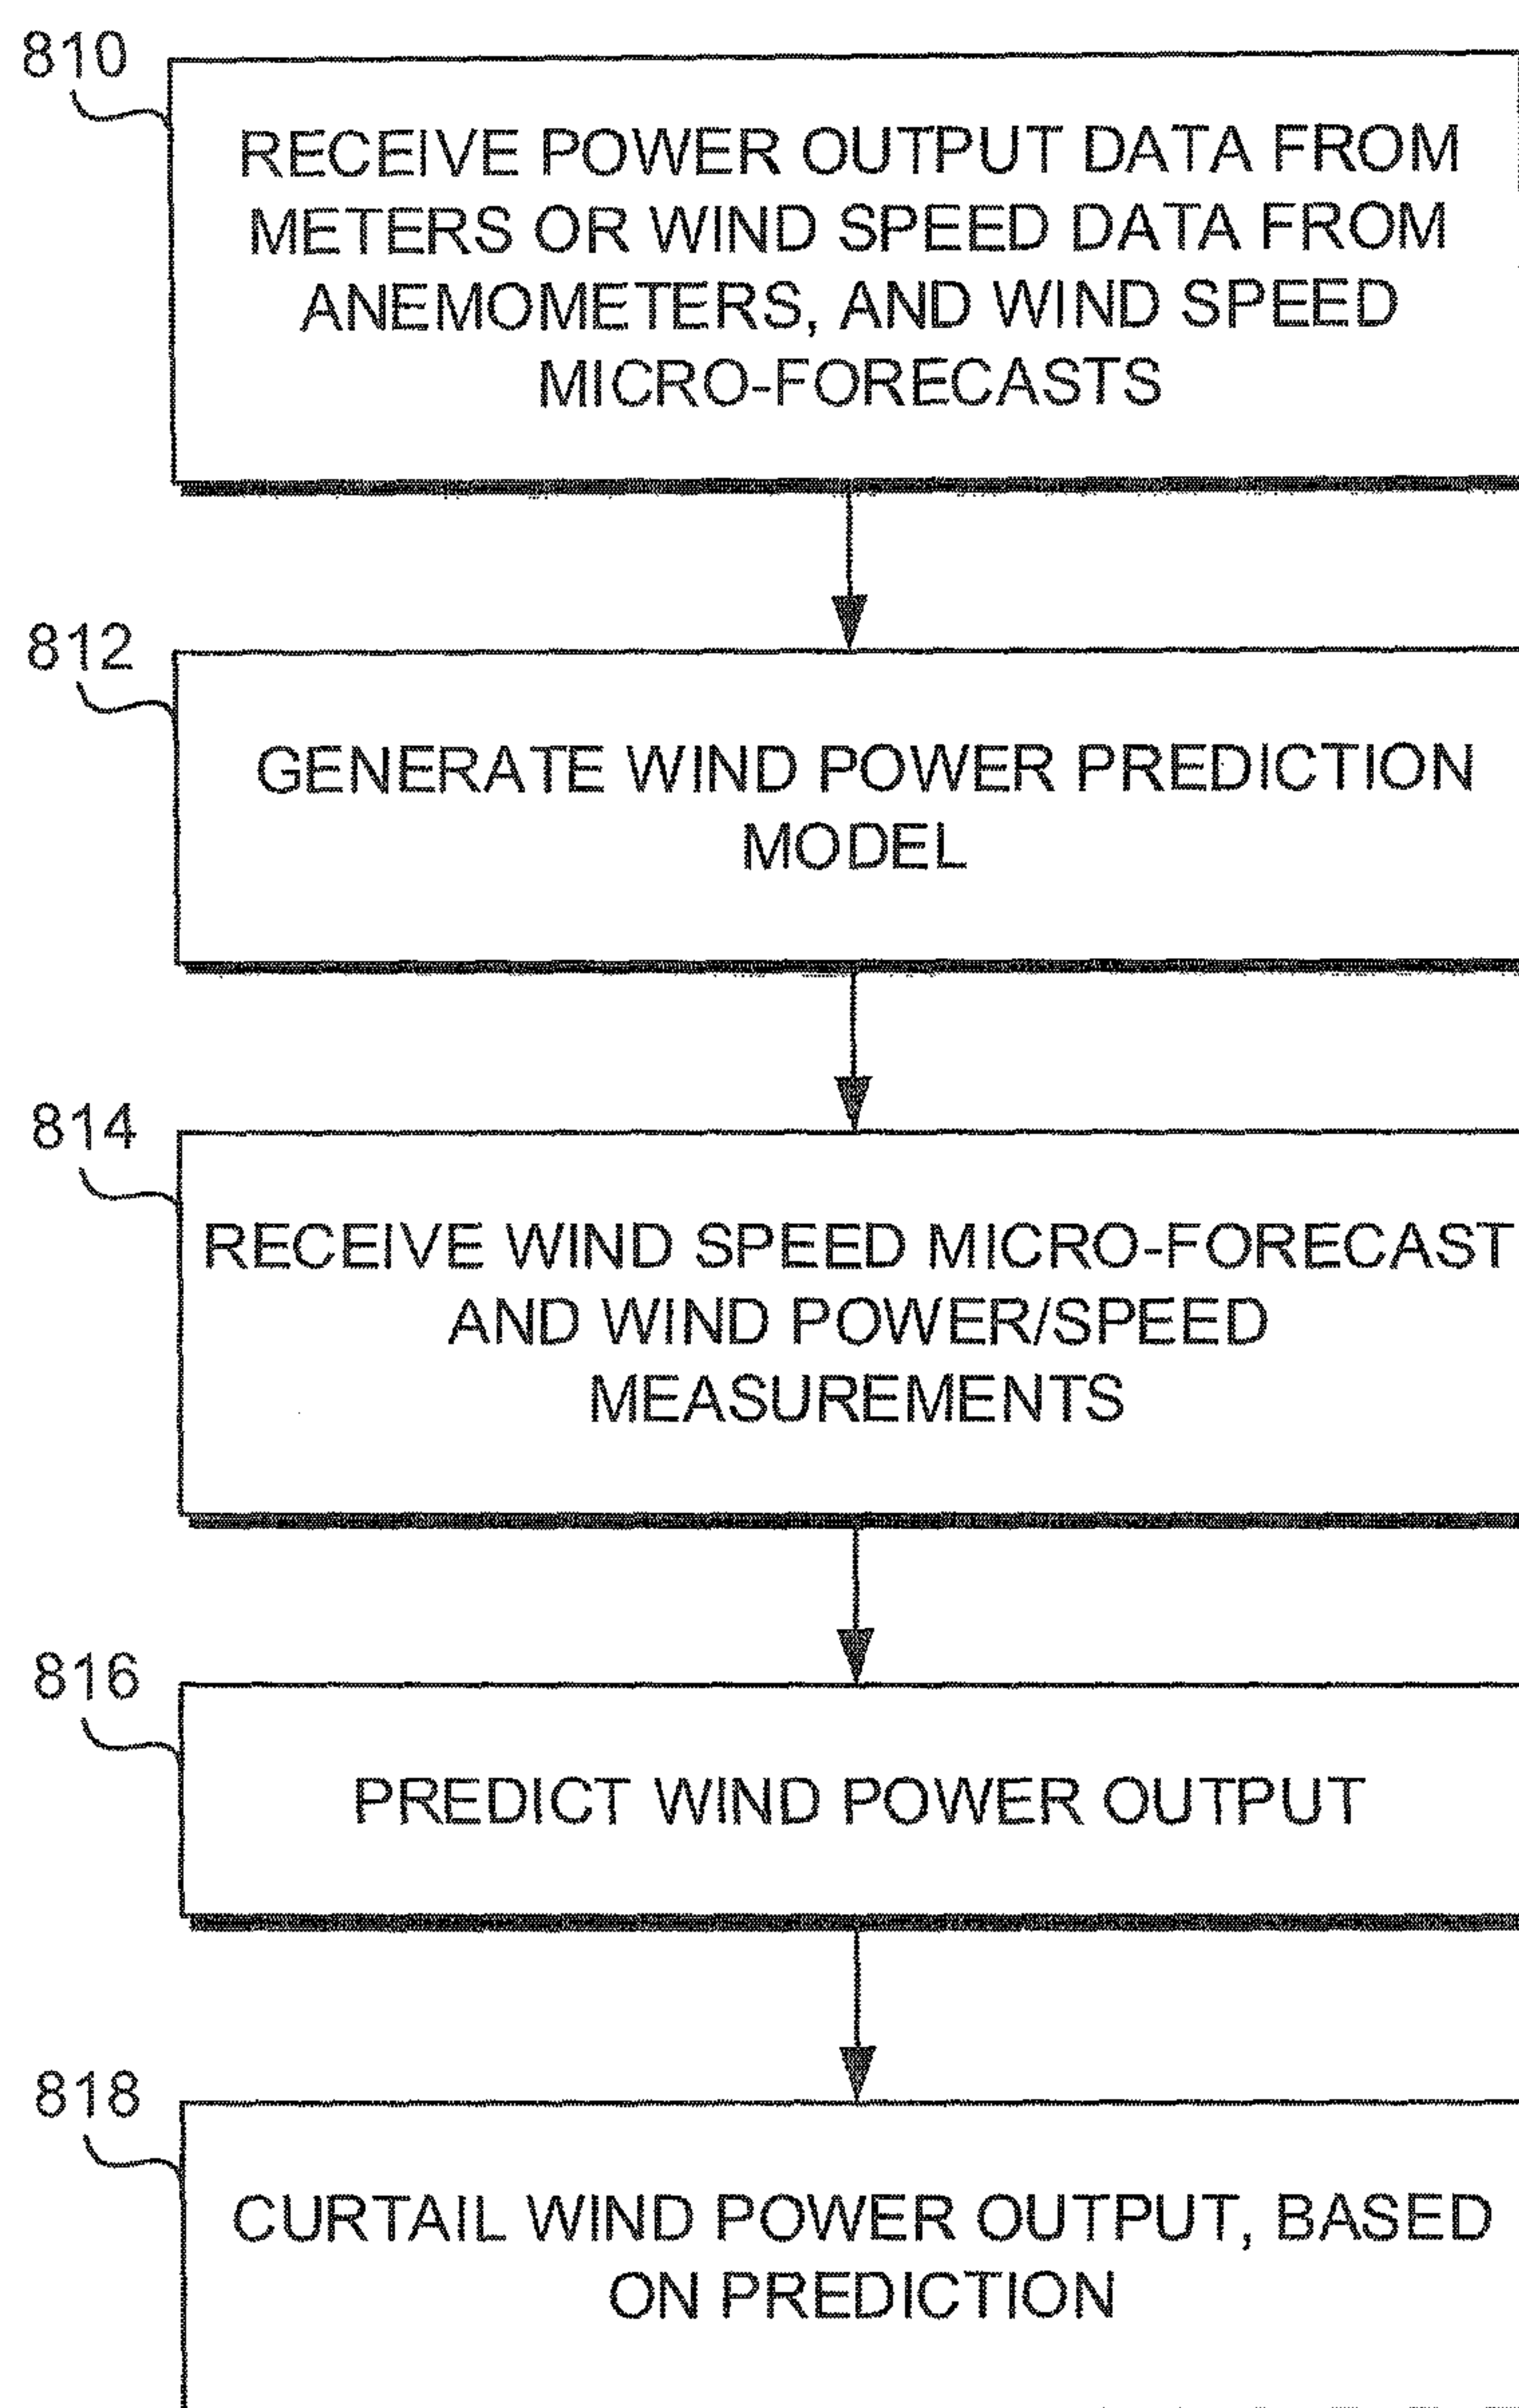 810
RECEIVE POWER OUTPUT DATA FROM
METERS OR WIND SPEED DATA FROM
ANEMOMETERS, AND WIND SPEED
MICRO-FORECASTS
812
GENERATE WIND POWER PREDICTION
MODEL
814
RECEIVE WIND SPEED MICRO-FORECAST
AND WIND POWER/SPEED
MEASUREMENTS
816
PREDICT WIND POWER OUTPUT
818
CURTAIL WIND POWER OUTPUT, BASED
ON PREDICTION